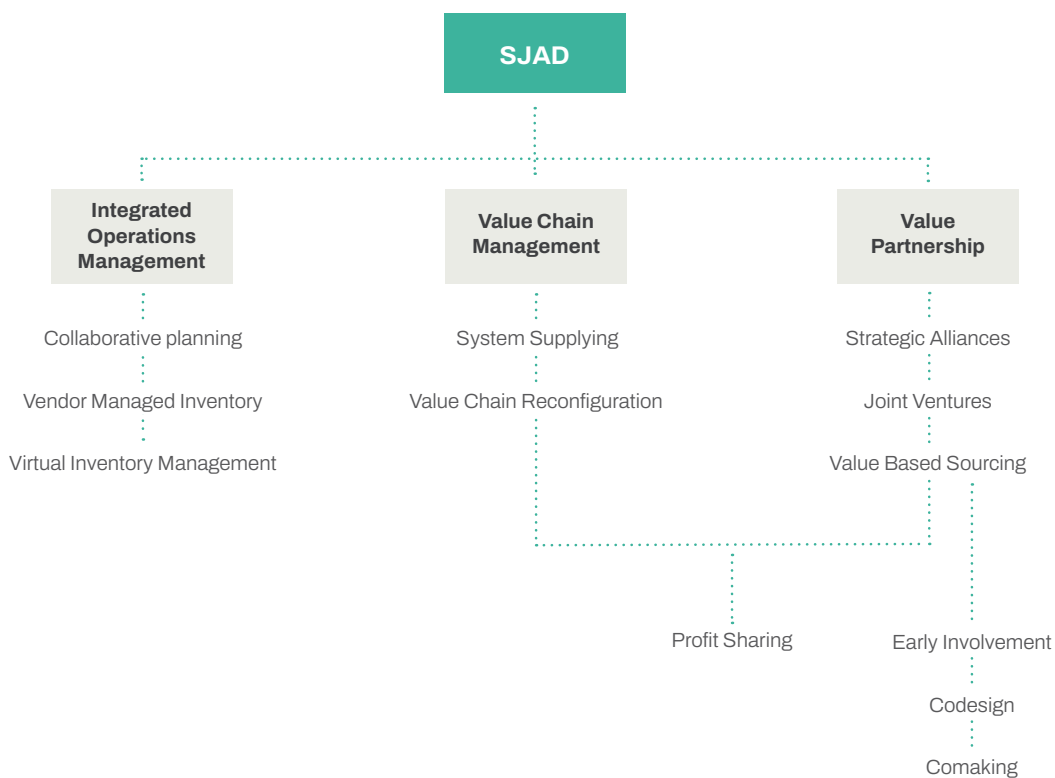 SJAD
Integrated
Operations
Management
Value Chain
Management
Value
Partnership
Collaborative planning
System Supplying
Strategic Alliances
Vendor Managed Inventory
Value Chain Reconfiguration
Joint Ventures
Virtual Inventory Management
Value Based Sourcing
Profit Sharing
Early Involvement
Codesign
Comaking